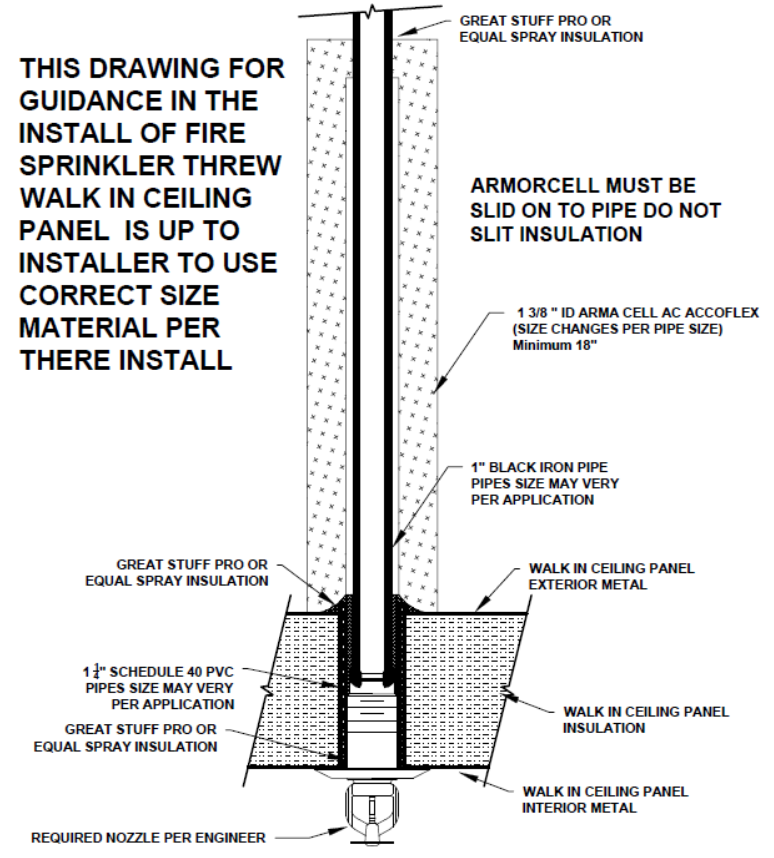 GREAT STUFF PRO OR
EQUAL SPRAY INSULATION
THIS DRAWING FOR
GUIDANCE IN THE
INSTALL OF FIRE
SPRINKLER THREW
WALK IN CEILING
PANEL IS UP TO
INSTALLER TO USE
CORRECT SIZE
MATERIAL PER
THERE INSTALL
ARMORCELL MUST BE
SLID ON TO PIPE DO NOT
SLIT INSULATION
1 3/8 " ID ARMA CELL AC ACCOFLEX
(SIZE CHANGES PER PIPE SIZE)
Minimum 18"
1" BLACK IRON PIPE
PIPES SIZE MAY VERY
PER APPLICATION
GREAT STUFF PRO OR
EQUAL SPRAY INSULATION
WALK IN CEILING PANEL
EXTERIOR METAL
1 1/4" SCHEDULE 40 PVC
PIPES SIZE MAY VERY
PER APPLICATION
GREAT STUFF PRO OR
EQUAL SPRAY INSULATION
WALK IN CEILING PANEL
INSULATION
WALK IN CEILING PANEL
INTERIOR METAL
REQUIRED NOZZLE PER ENGINEER